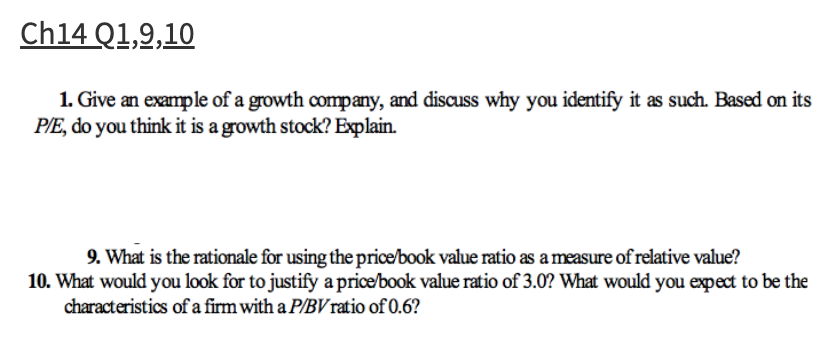 Ch14 Q1,9,10
1. Give an example of a growth company, and discuss why you identify it as such. Based on its
P/E, do you think it is a growth stock? Explain.
9. What is the rationale for using the price/book value ratio as a measure of relative value?
10. What would you look for to justify a price/book value ratio of 3.0? What would you expect to be the
characteristics of a firm with a P/BV ratio of 0.6?